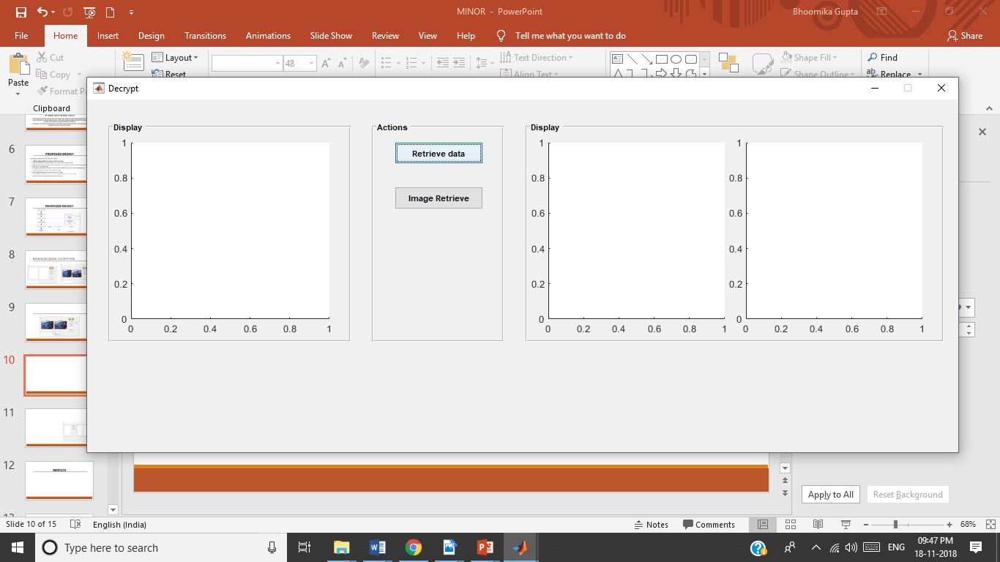 MINOR - PowerPoint
Bhoomika Gupta
File Home Insert Design Transitions Animations Slide Show Review View Help Tell me what you want to do Share
Cut
Copy
Paste
Clipboard
Layout
Reset
48
Text Direction
Align Text
Shape Fill
Shape Outline
Find
Replace
Decrypt
Display
1
0.8
0.6
0.4
0.2
0
0 0.2 0.4 0.6 0.8 1
Actions
Retrieve data
Image Retrieve
Display
1
0.8
0.6
0.4
0.2
0
0 0.2 0.4 0.6 0.8 1
1
0.8
0.6
0.4
0.2
0
0 0.2 0.4 0.6 0.8 1
6
PROPOSED DESIGN
7
PROPOSED DESIGN
8
9
10
11
12
RESULTS
Apply to All
Reset Background
Slide 10 of 15
English (India)
Notes
Comments
68%
Type here to search
ENG
09:47 PM
18-11-2018